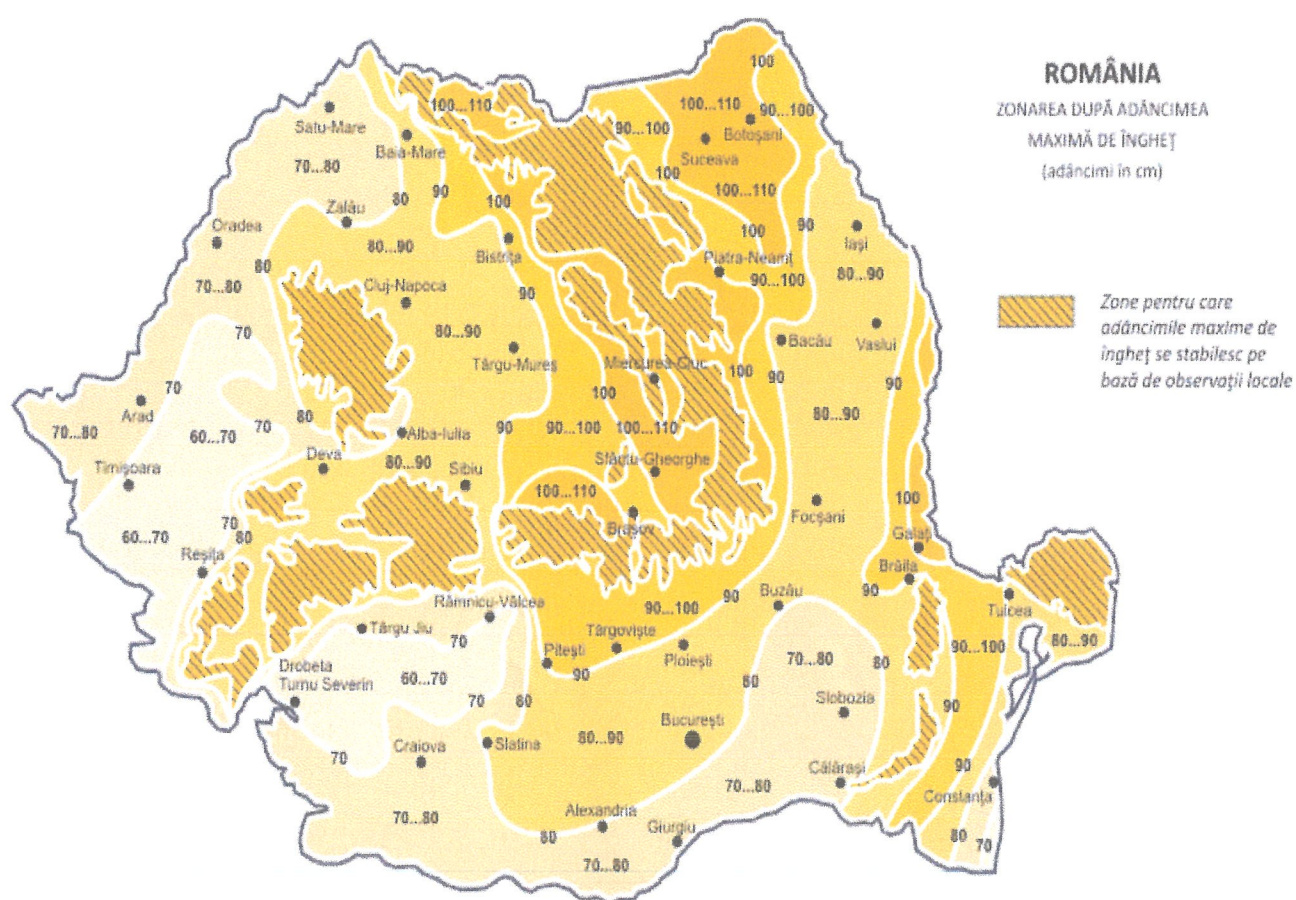 ROMÂNIA
ZONAREA DUPĂ ADÂNCIMEA
MAXIMĂ DE ÎNGHEȚ
(adâncimi în cm)
Zone pentru care
adâncimile maxime de
îngheț se stabilesc pe
bază de observații locale
100
100...110
100...110
90...100
Satu-Mare
Botoșani
90...100
Baia-Mare
Suceava
70...80
90
100
100...110
80
90
100
Zalău
90
Oradea
80...90
100
Iași
Bistrița
80
Piatra-Neamț
80...90
70...80
Cluj-Napoca
90
90...100
70
80...90
Vaslui
Bacău
Târgu-Mureș
90
Miercurea-Ciuc
100
90
70
100
Arad
80
70
80...90
70...80
60...70
90
90...100
100...110
Alba-Iulia
Deva
80...90
Sfântu-Gheorghe
Timișoara
Sibiu
100...110
100
Focșani
Brașov
70
60...70
80
Galați
Reșița
Brăila
90
Buzău
90
Tulcea
Râmnicu-Vâlcea
90...100
Târgu Jiu
70
Târgoviște
90...100
80...90
Ploiești
70...80
Pitești
80
Drobeta
Turnu Severin
90
60...70
80
70
80
Slobozia
90
București
80...90
Slatina
70
Craiova
90
Călărași
70...80
Constanța
70...80
Alexandria
80
Giurgiu
80
70
70...80